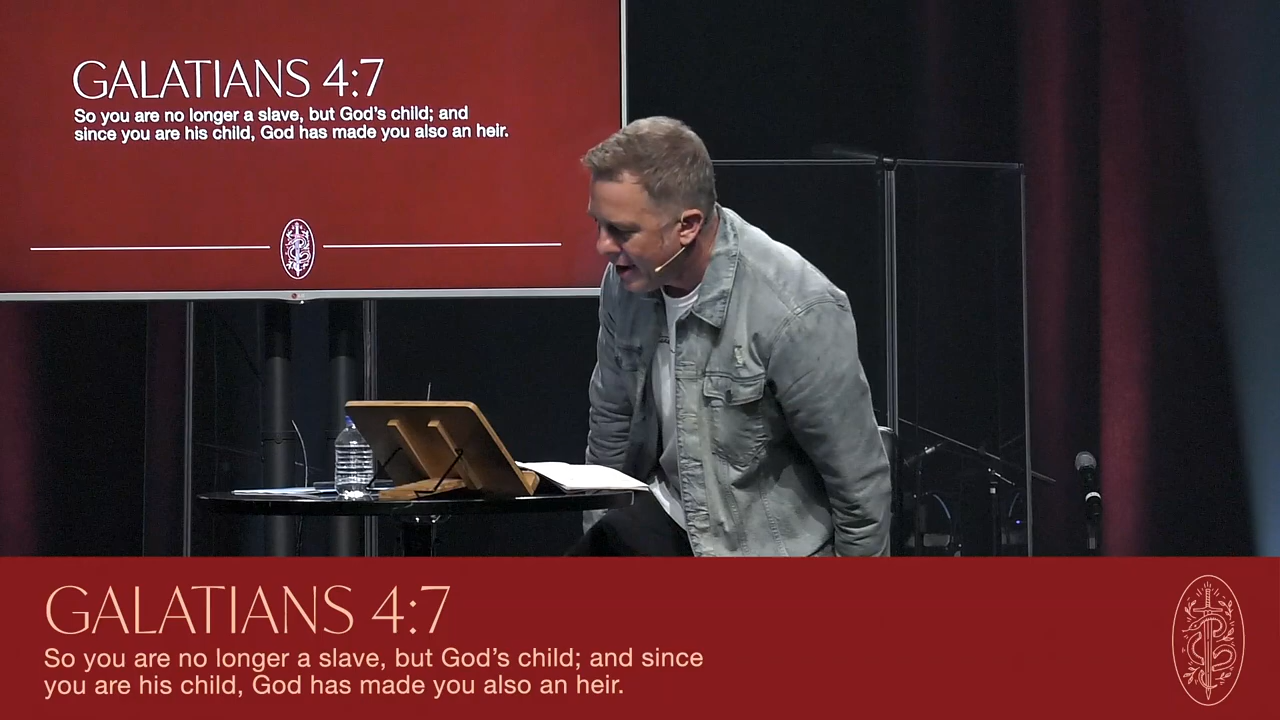 GALATIANS 4:7
So you are no longer a slave, but God's child; and
since you are his child, God has made you also an heir.
GALATIANS 4:7
So you are no longer a slave, but God's child; and since
you are his child, God has made you also an heir.